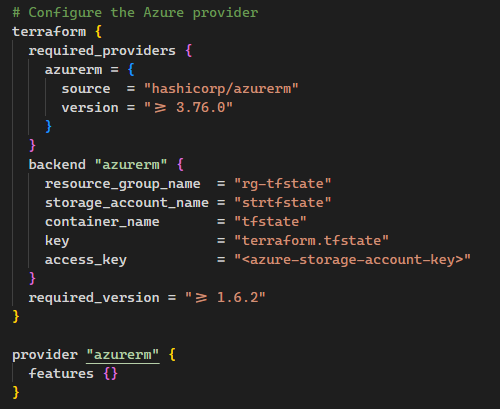 # Configure the Azure provider
terraform {
  required_providers {
    azurerm = {
      source  = "hashicorp/azurerm"
      version = ">= 3.76.0"
    }
  }
  backend "azurerm" {
    resource_group_name  = "rg-tfstate"
    storage_account_name = "strtfstate"
    container_name       = "tfstate"
    key                  = "terraform.tfstate"
    access_key           = "<azure-storage-account-key>"
  }
  required_version = ">= 1.6.2"
}

provider "azurerm" {
  features {}
}